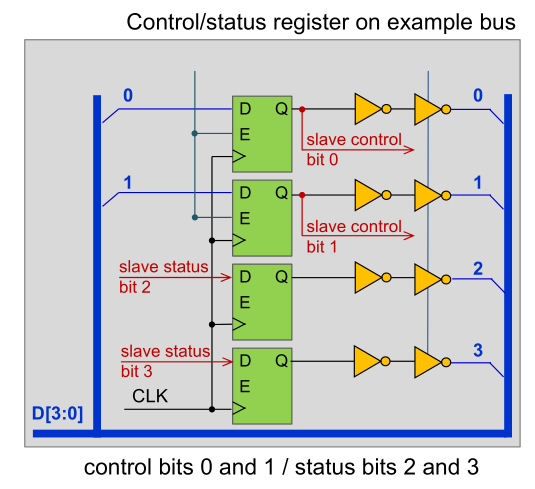 Control/status register on example bus
0
D Q
0
E
slave control
bit 0
1
D Q
1
E
slave control
bit 1
slave status
D Q
2
bit 2
E
slave status
D Q
3
bit 3
E
CLK
D[3:0]
control bits 0 and 1 / status bits 2 and 3